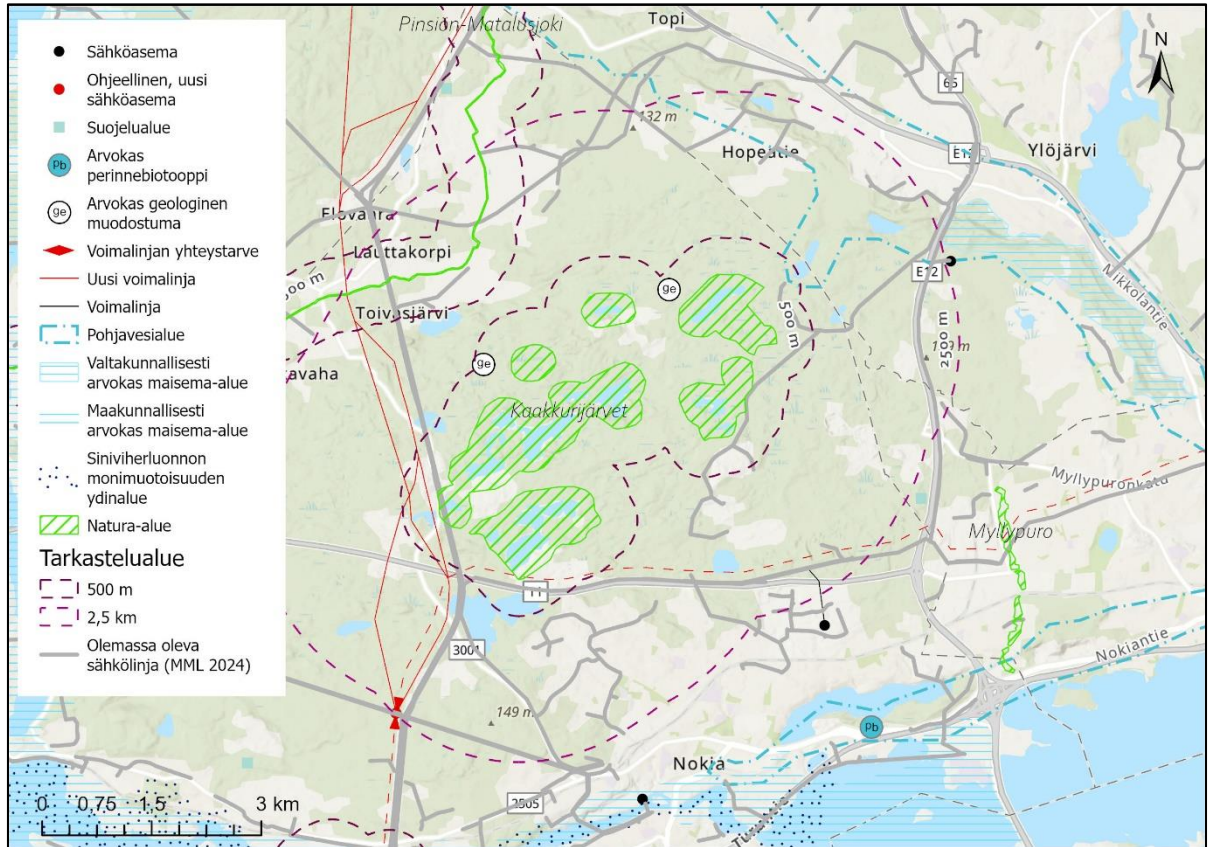 Sähköasema
Ohjeellinen, uusi
sähköasema
Suojelualue
Pb
Arvokas
perinnebiotooppi
ge
Arvokas geologinen
muodostuma
Voimalinjan yhteystarve
Uusi voimalinja
Voimalinja
Pohjavesialue
Valtakunnallisesti
arvokas maisema-alue
Maakunnallisesti
arvokas maisema-alue
Siniviherluonnon
monimuotoisuuden
ydinalue
Natura-alue
Tarkastelualue
500 m
2,5 km
Olemassa oleva
sähkölinja (MML 2024)
0 0,75 1,5 3 km
Pinsiön-Matalusjoki
Topi
N
65
132 m
Hopeatie
Ylöjärvi
Elovaara
Lauttakorpi
E12
Nikkolantie
Toivasjärvi
ge
ge
500 m
2500 m
Kaakkurijärvet
Myllypuronkatu
Myllypuro
11
3001
149 m
Nokiantie
Pb
Nokia
2505